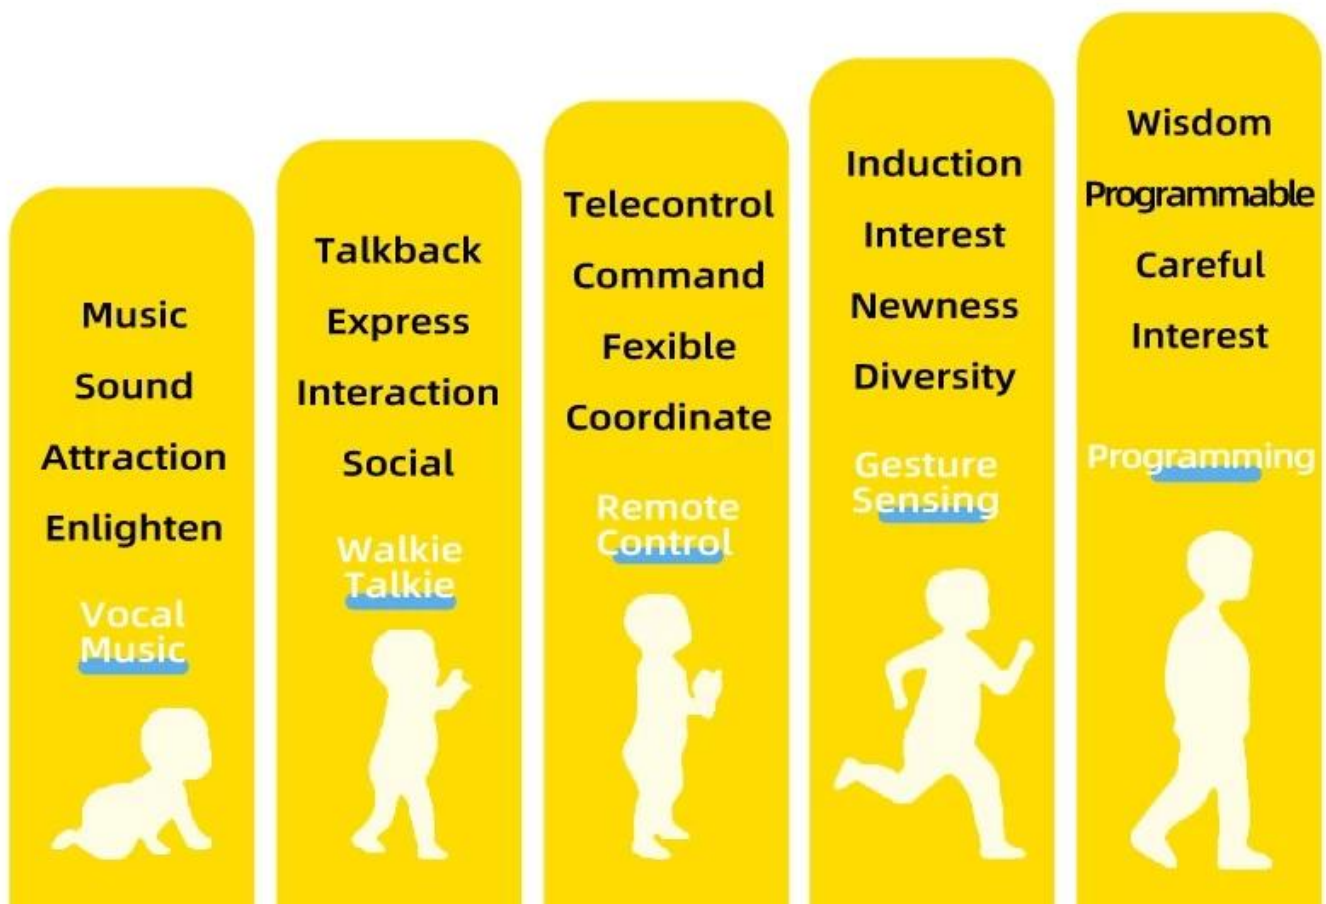 Music
Sound
Attraction
Enlighten
Vocal
Music
Talkback
Express
Interaction
Social
Walkie
Talkie
Telecontrol
Command
Fexible
Coordinate
Remote
Control
Induction
Interest
Newness
Diversity
Gesture
Sensing
Wisdom
Programmable
Careful
Interest
Programming